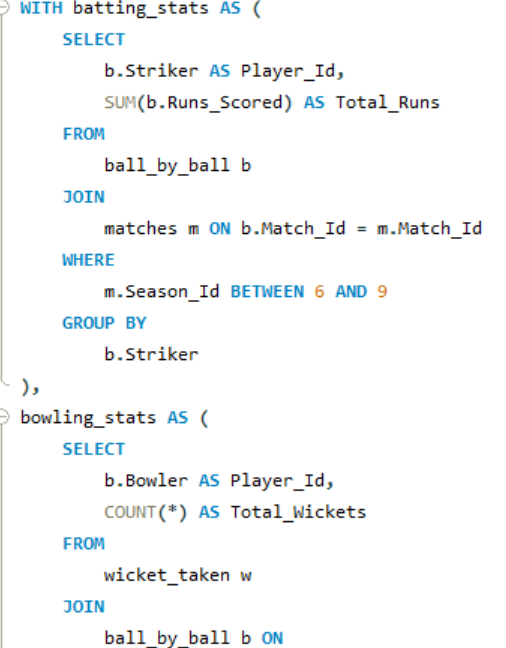 WITH batting_stats AS (
SELECT
b.Striker AS Player_Id,
SUM(b.Runs_Scored) AS Total_Runs
FROM
ball_by_ball b
JOIN
matches m ON b.Match_Id = m.Match_Id
WHERE
m.Season_Id BETWEEN 6 AND 9
GROUP BY
b.Striker
),
bowling_stats AS (
SELECT
b.Bowler AS Player_Id,
COUNT(*) AS Total_Wickets
FROM
wicket_taken w
JOIN
ball_by_ball b ON